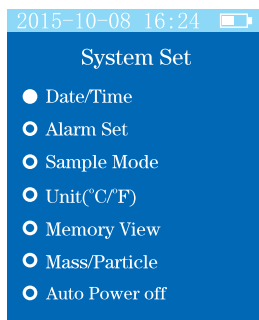 2015-10-08 16:24
System Set
Date/Time
Alarm Set
Sample Mode
Unit(°C/°F)
Memory View
Mass/Particle
Auto Power off